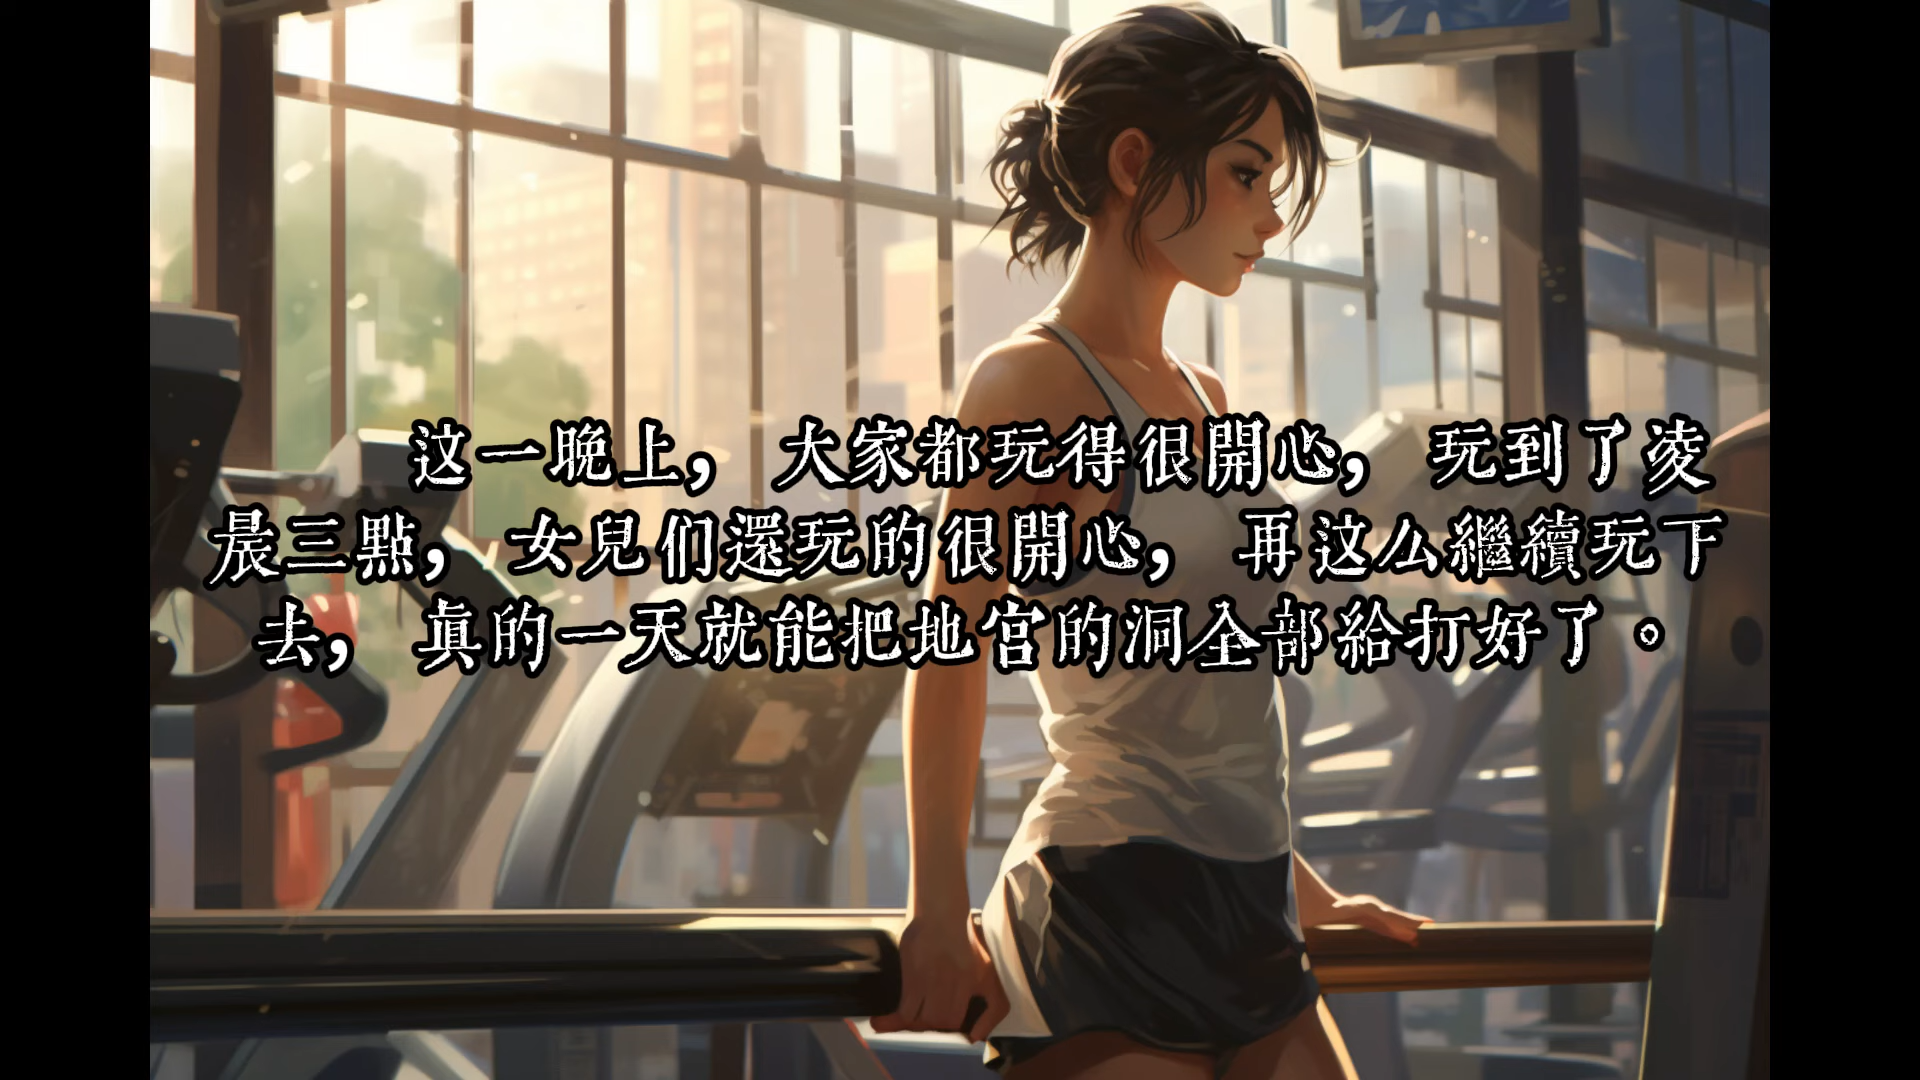 这一晚上，大家都玩得很開心，玩到了凌
晨三點，女兒们還玩的很開心，再这么繼續玩下
去，真的一天就能把地宫的洞全部給打好了。